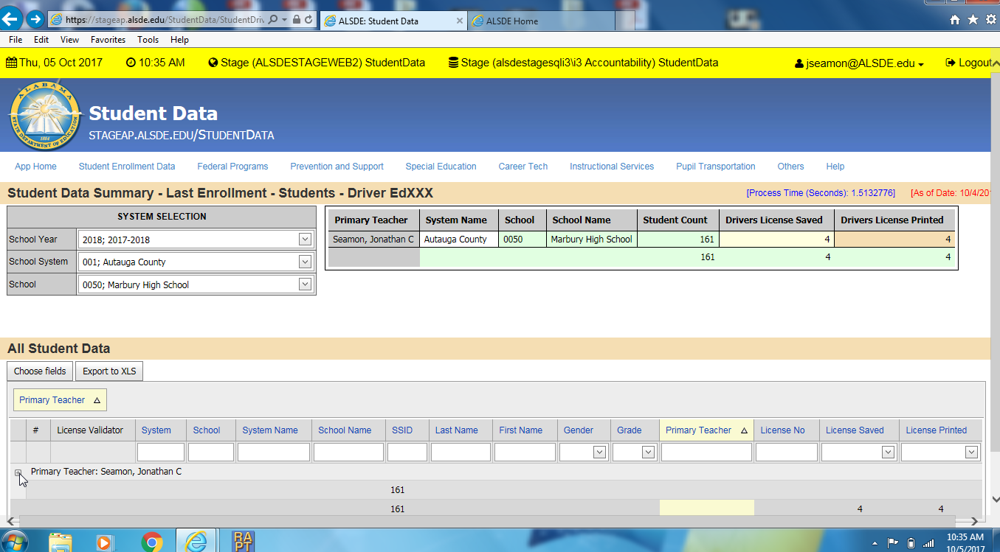 https://stageap.alsde.edu/StudentData/StudentDriv
ALSDE: Student Data
ALSDE Home
File Edit View Favorites Tools Help
Thu, 05 Oct 2017 10:35 AM Stage (ALSDESTAGEWEB2) StudentData Stage (alsdestagesqli3\i3 Accountability) StudentData jseamon@ALSDE.edu Logout
ALABAMA
STATE DEPARTMENT OF EDUCATION
Student Data
STAGEAP.ALSDE.EDU/STUDENTDATA
App Home Student Enrollment Data Federal Programs Prevention and Support Special Education Career Tech Instructional Services Pupil Transportation Others Help
Student Data Summary - Last Enrollment - Students - Driver EdXXX [Process Time (Seconds): 1.5132776] [As of Date: 10/4/201
SYSTEM SELECTION
School Year 2018; 2017-2018
School System 001; Autauga County
School 0050; Marbury High School
Primary Teacher System Name School School Name Student Count Drivers License Saved Drivers License Printed
Seamon, Jonathan C Autauga County 0050 Marbury High School 161 4 4
161 4 4
All Student Data
Choose fields Export to XLS
Primary Teacher
# License Validator System School System Name School Name SSID Last Name First Name Gender Grade Primary Teacher License No License Saved License Printed
Primary Teacher: Seamon, Jonathan C
161
161 4 4
RAPT
10:35 AM
10/5/2017